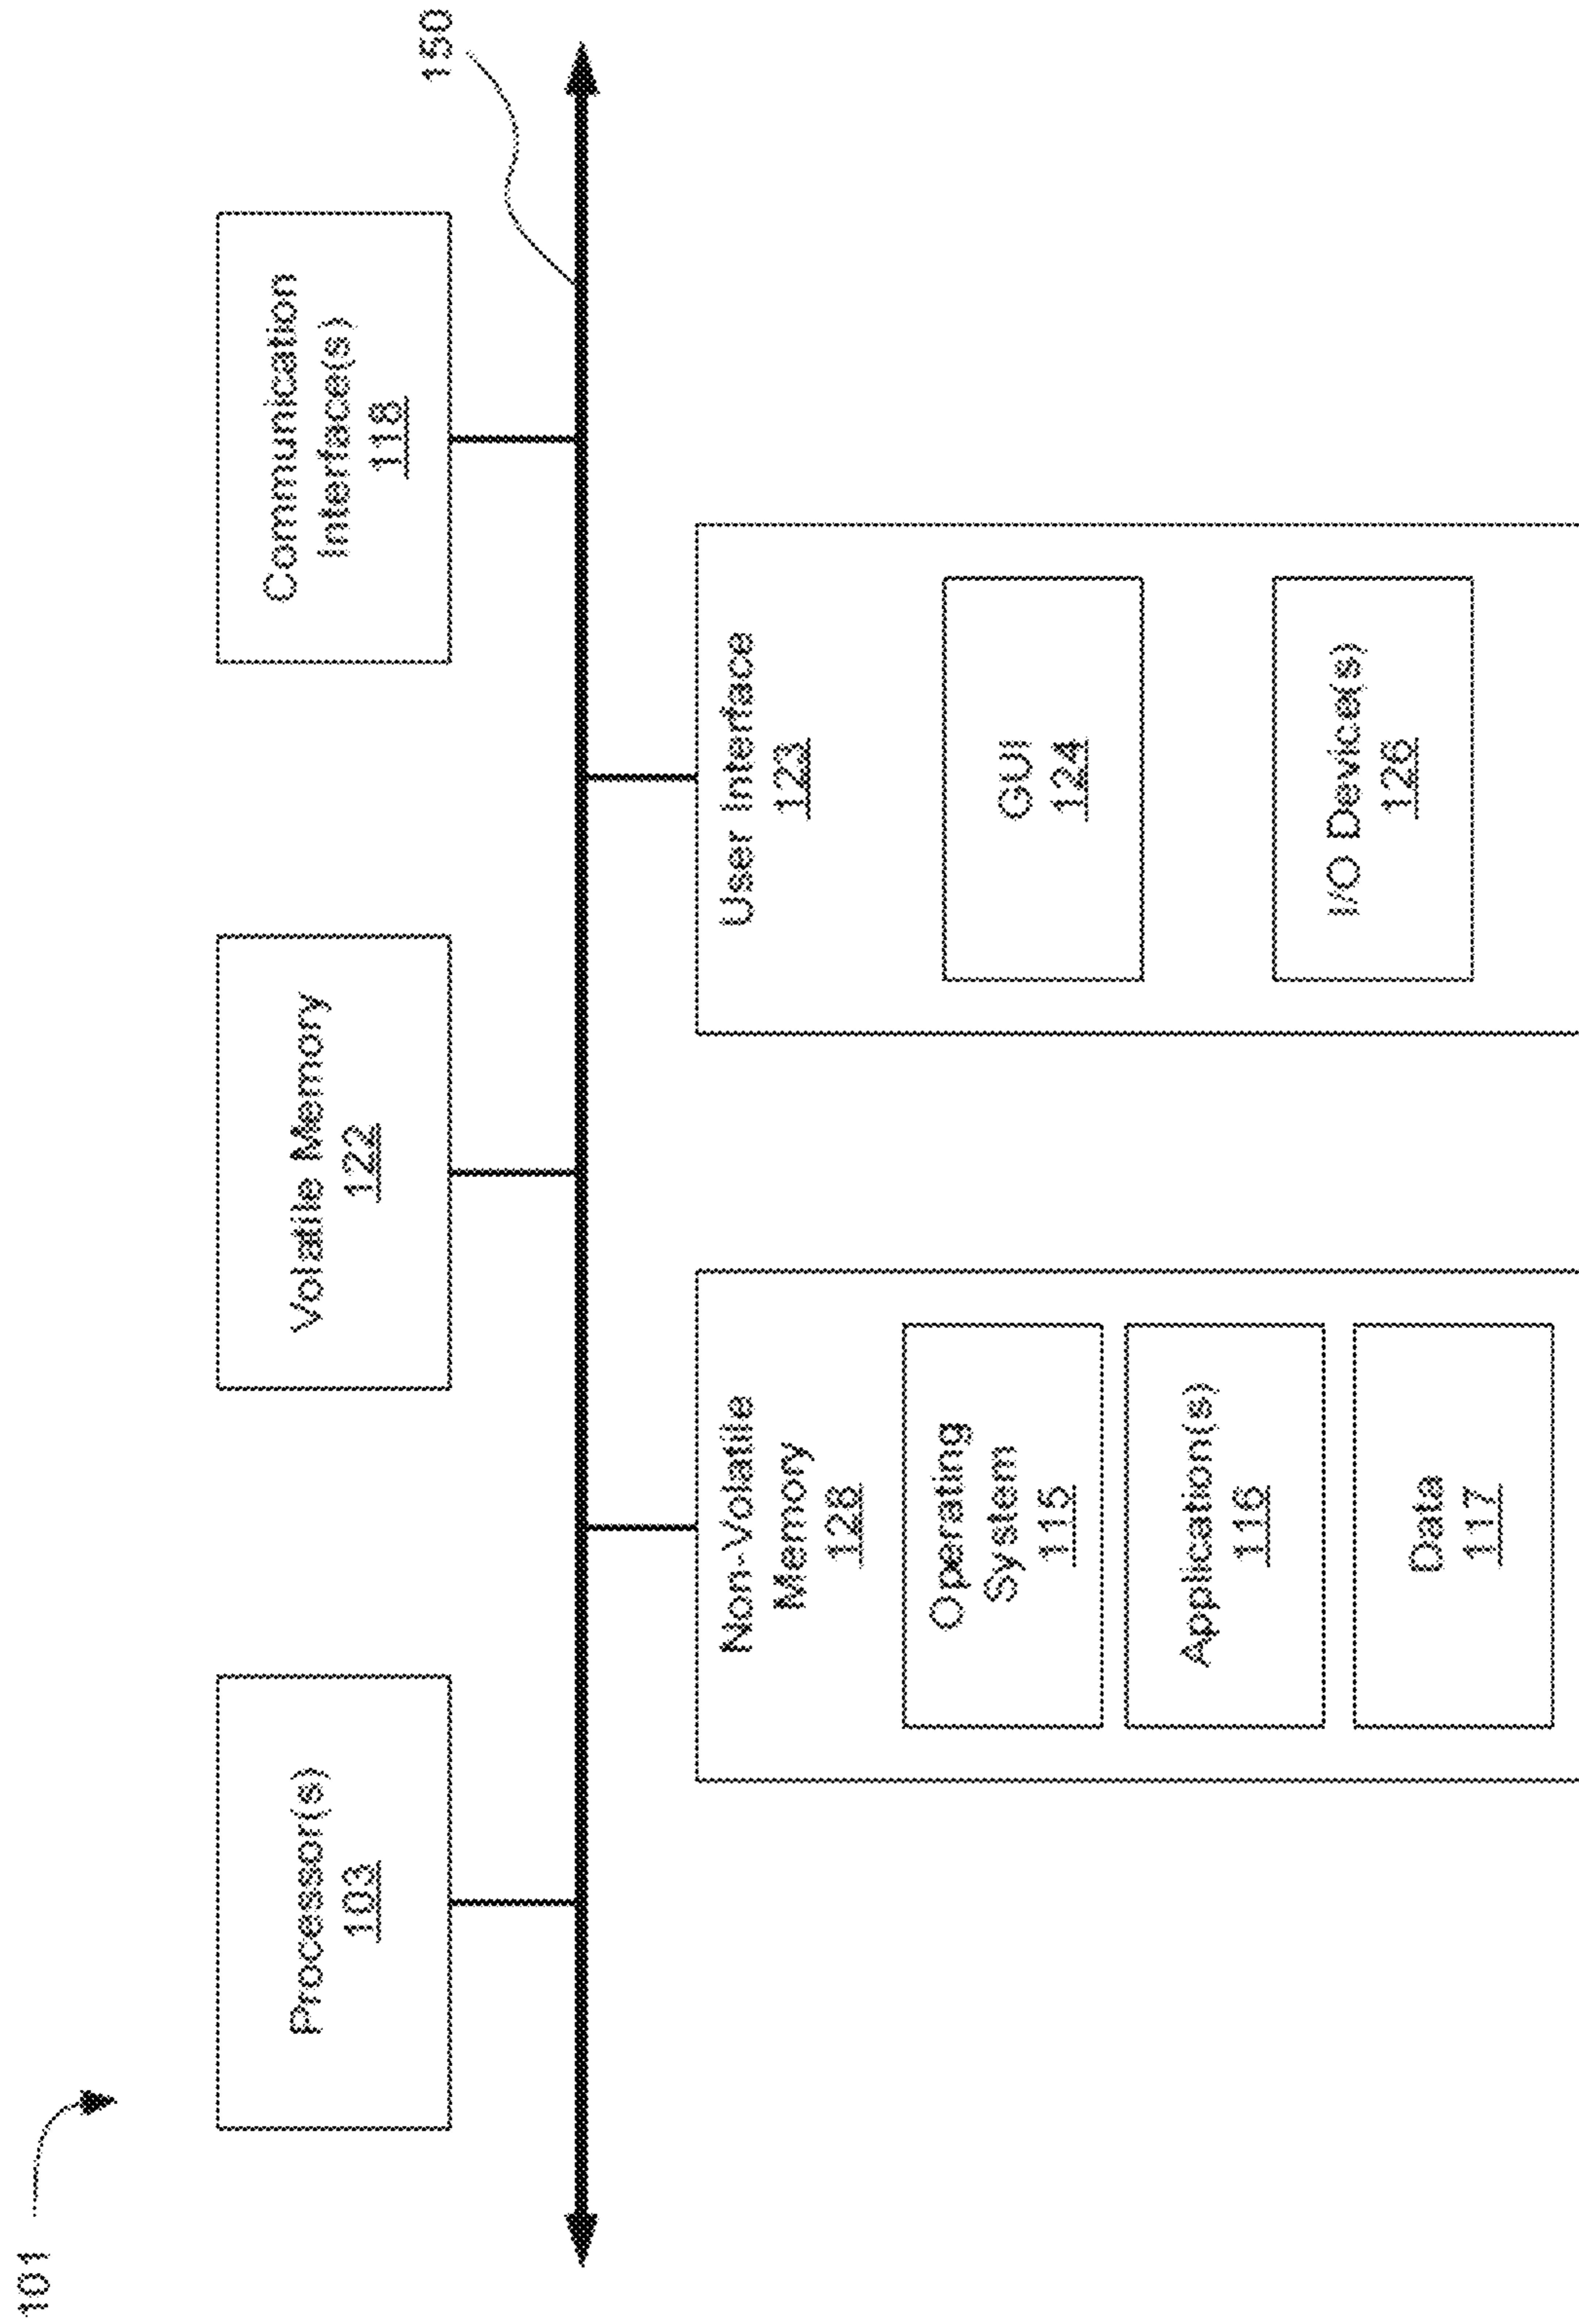 101
Processor(s)
103
Volatile Memory
122
Communication
Interface(s)
118
150
Non-Volatile
Memory
128
Operating
System
115
Application(s)
116
Data
117
User Interface
123
GUI
124
I/O Device(s)
126